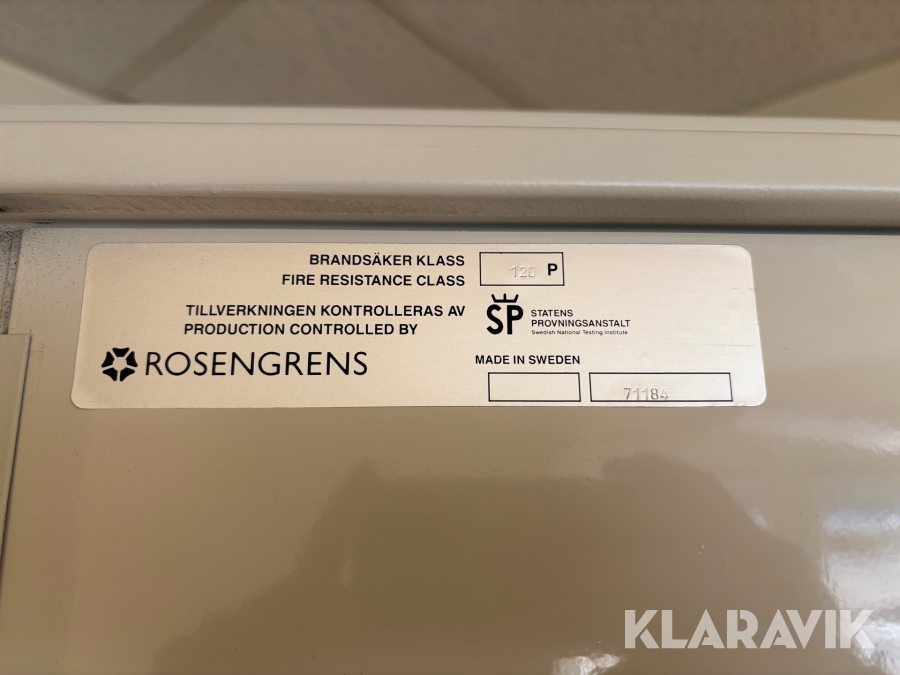 BRANDSÄKER KLASS
FIRE RESISTANCE CLASS
120 P
TILLVERKNINGEN KONTROLLERAS AV
PRODUCTION CONTROLLED BY
SP
STATENS
PROVNINGSANSTALT
Swedish National Testing Institute
ROSENGRENS
MADE IN SWEDEN
71184
KLARAVIK